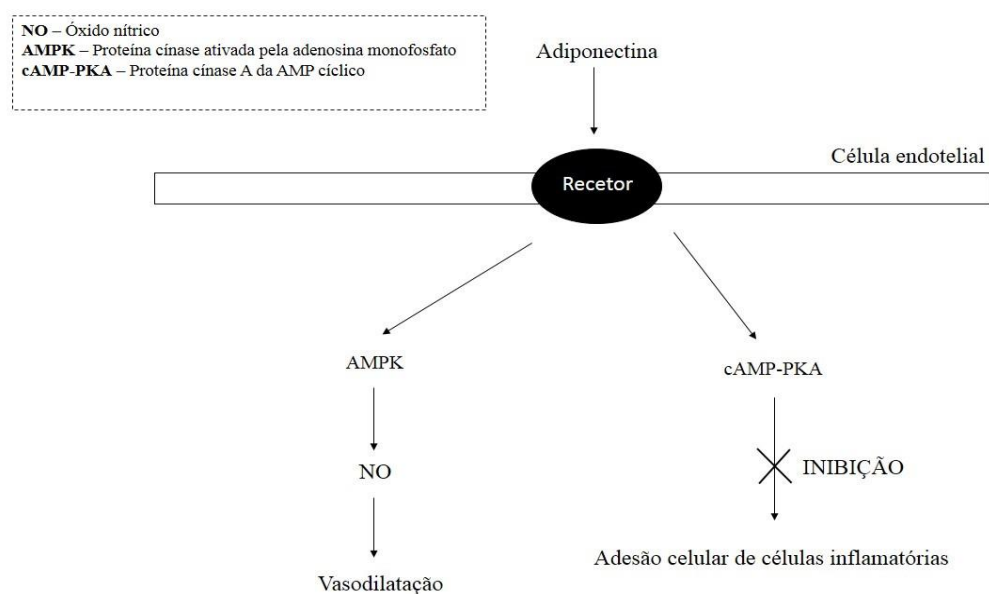 NO – Óxido nítrico
AMPK – Proteína cínase ativada pela adenosina monofosfato
cAMP-PKA – Proteína cínase A da AMP cíclico
Adiponectina
Célula endotelial
Recetor
AMPK
cAMP-PKA
NO
INIBIÇÃO
Adesão celular de células inflamatórias
Vasodilatação